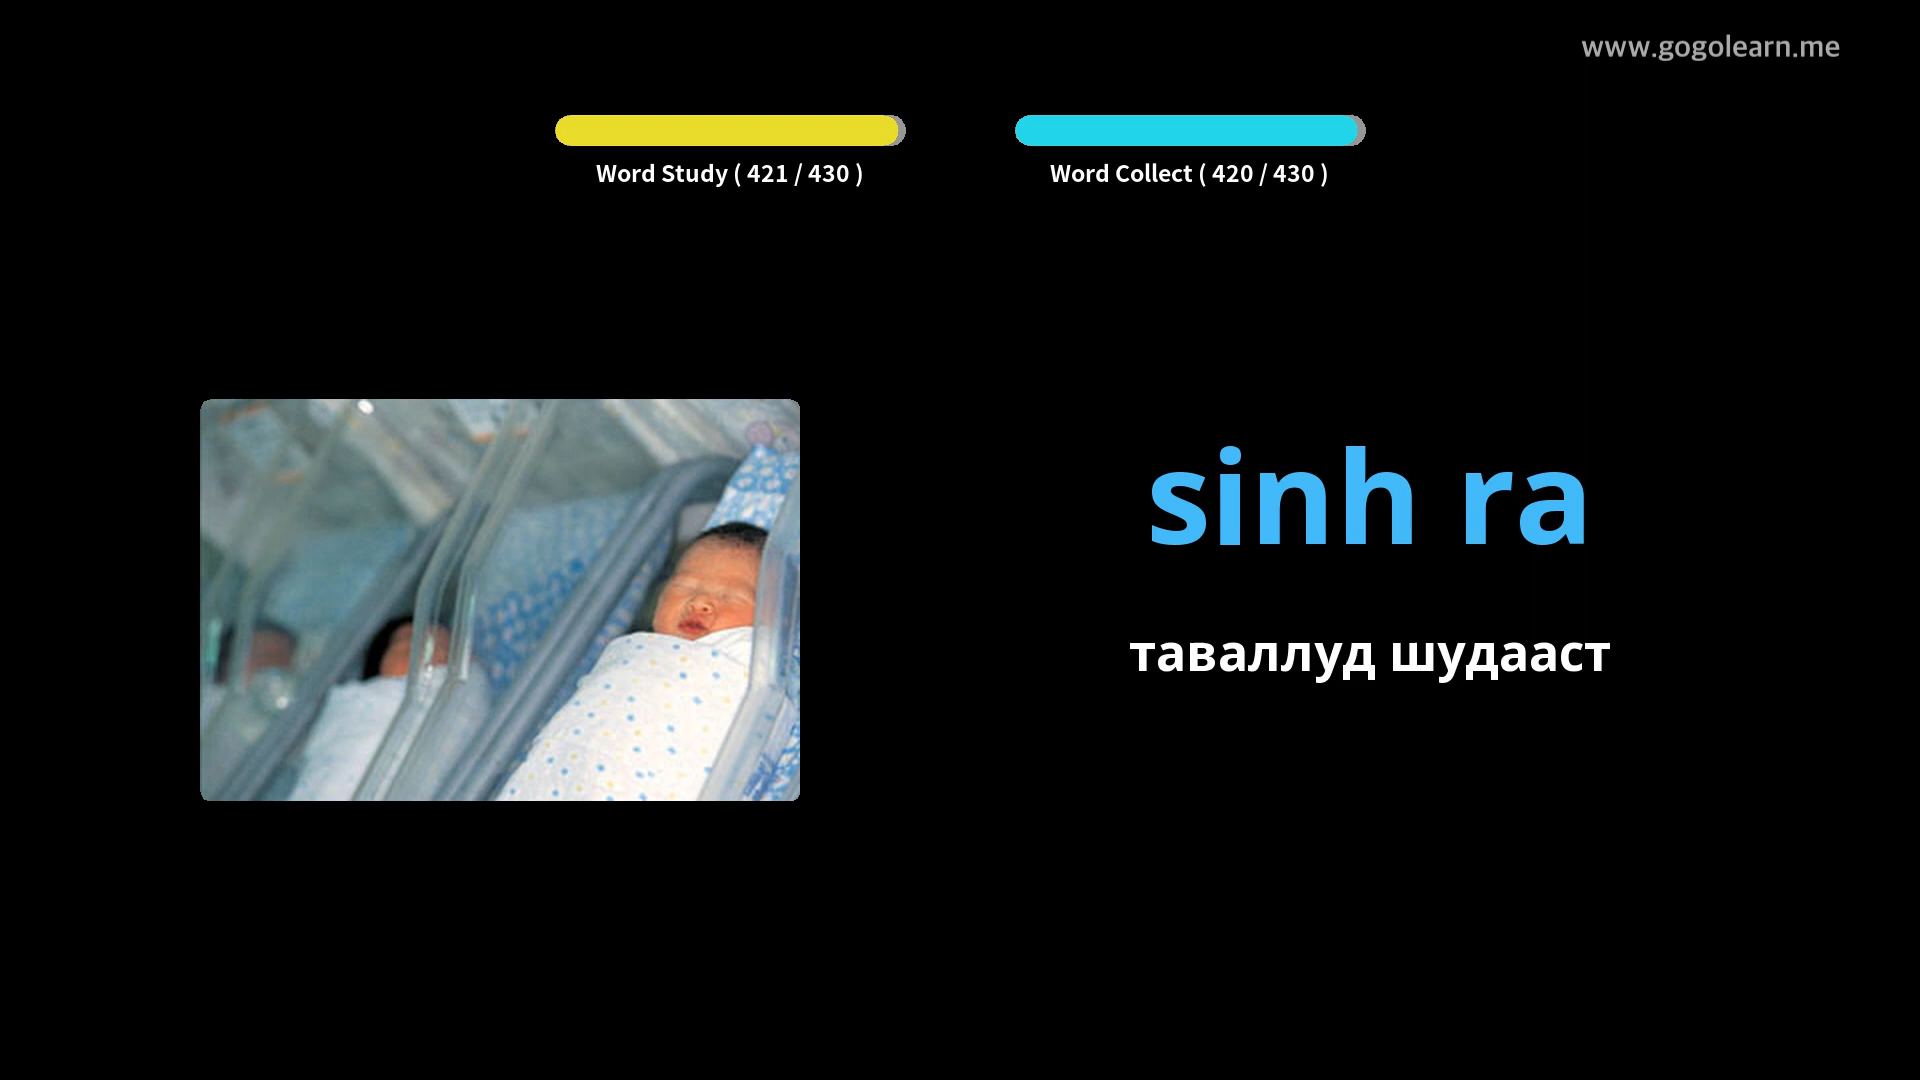 www.gogolearn.me
Word Study ( 421 / 430 )
Word Collect ( 420 / 430 )
sinh ra
таваллуд шудааст